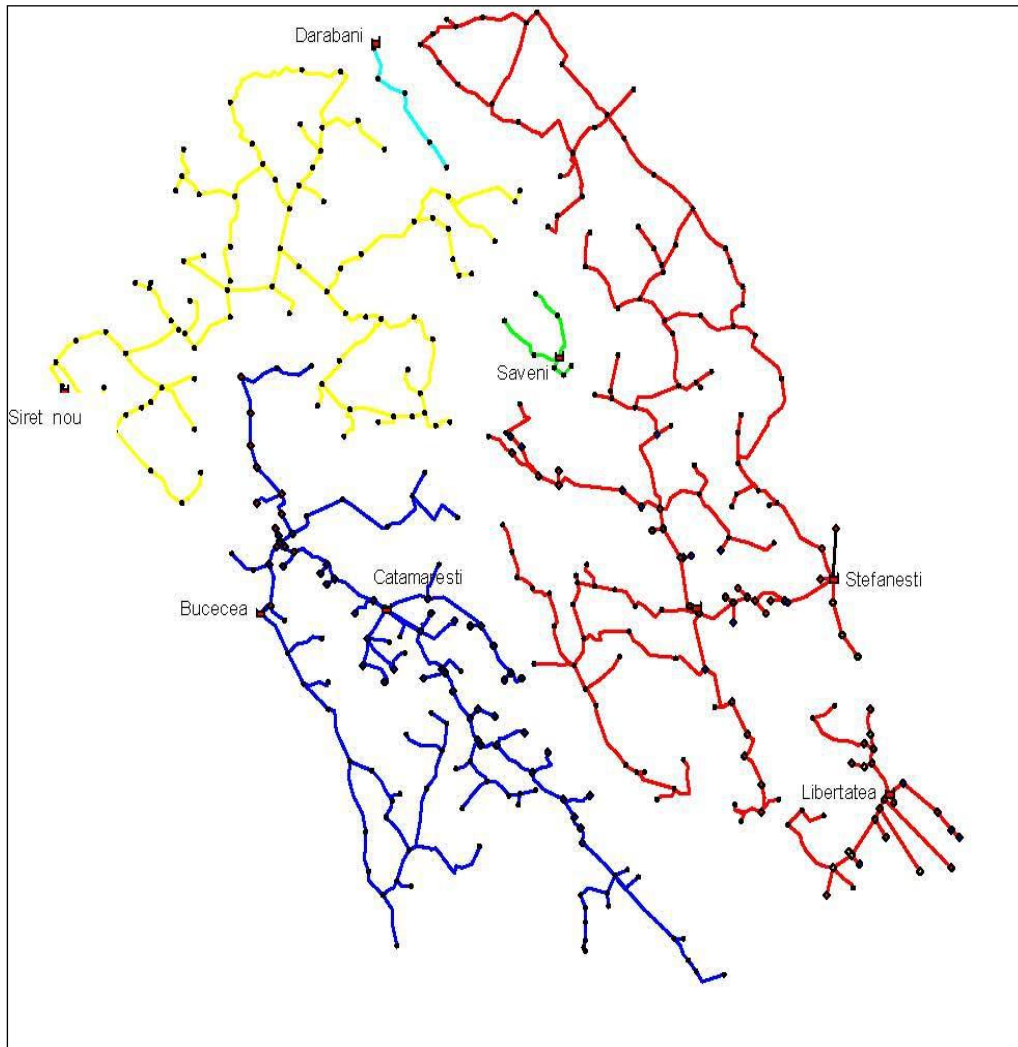 Darabani
Saveni
Siret nou
Catamaresti
Stefanesti
Bucecea
Libertatea